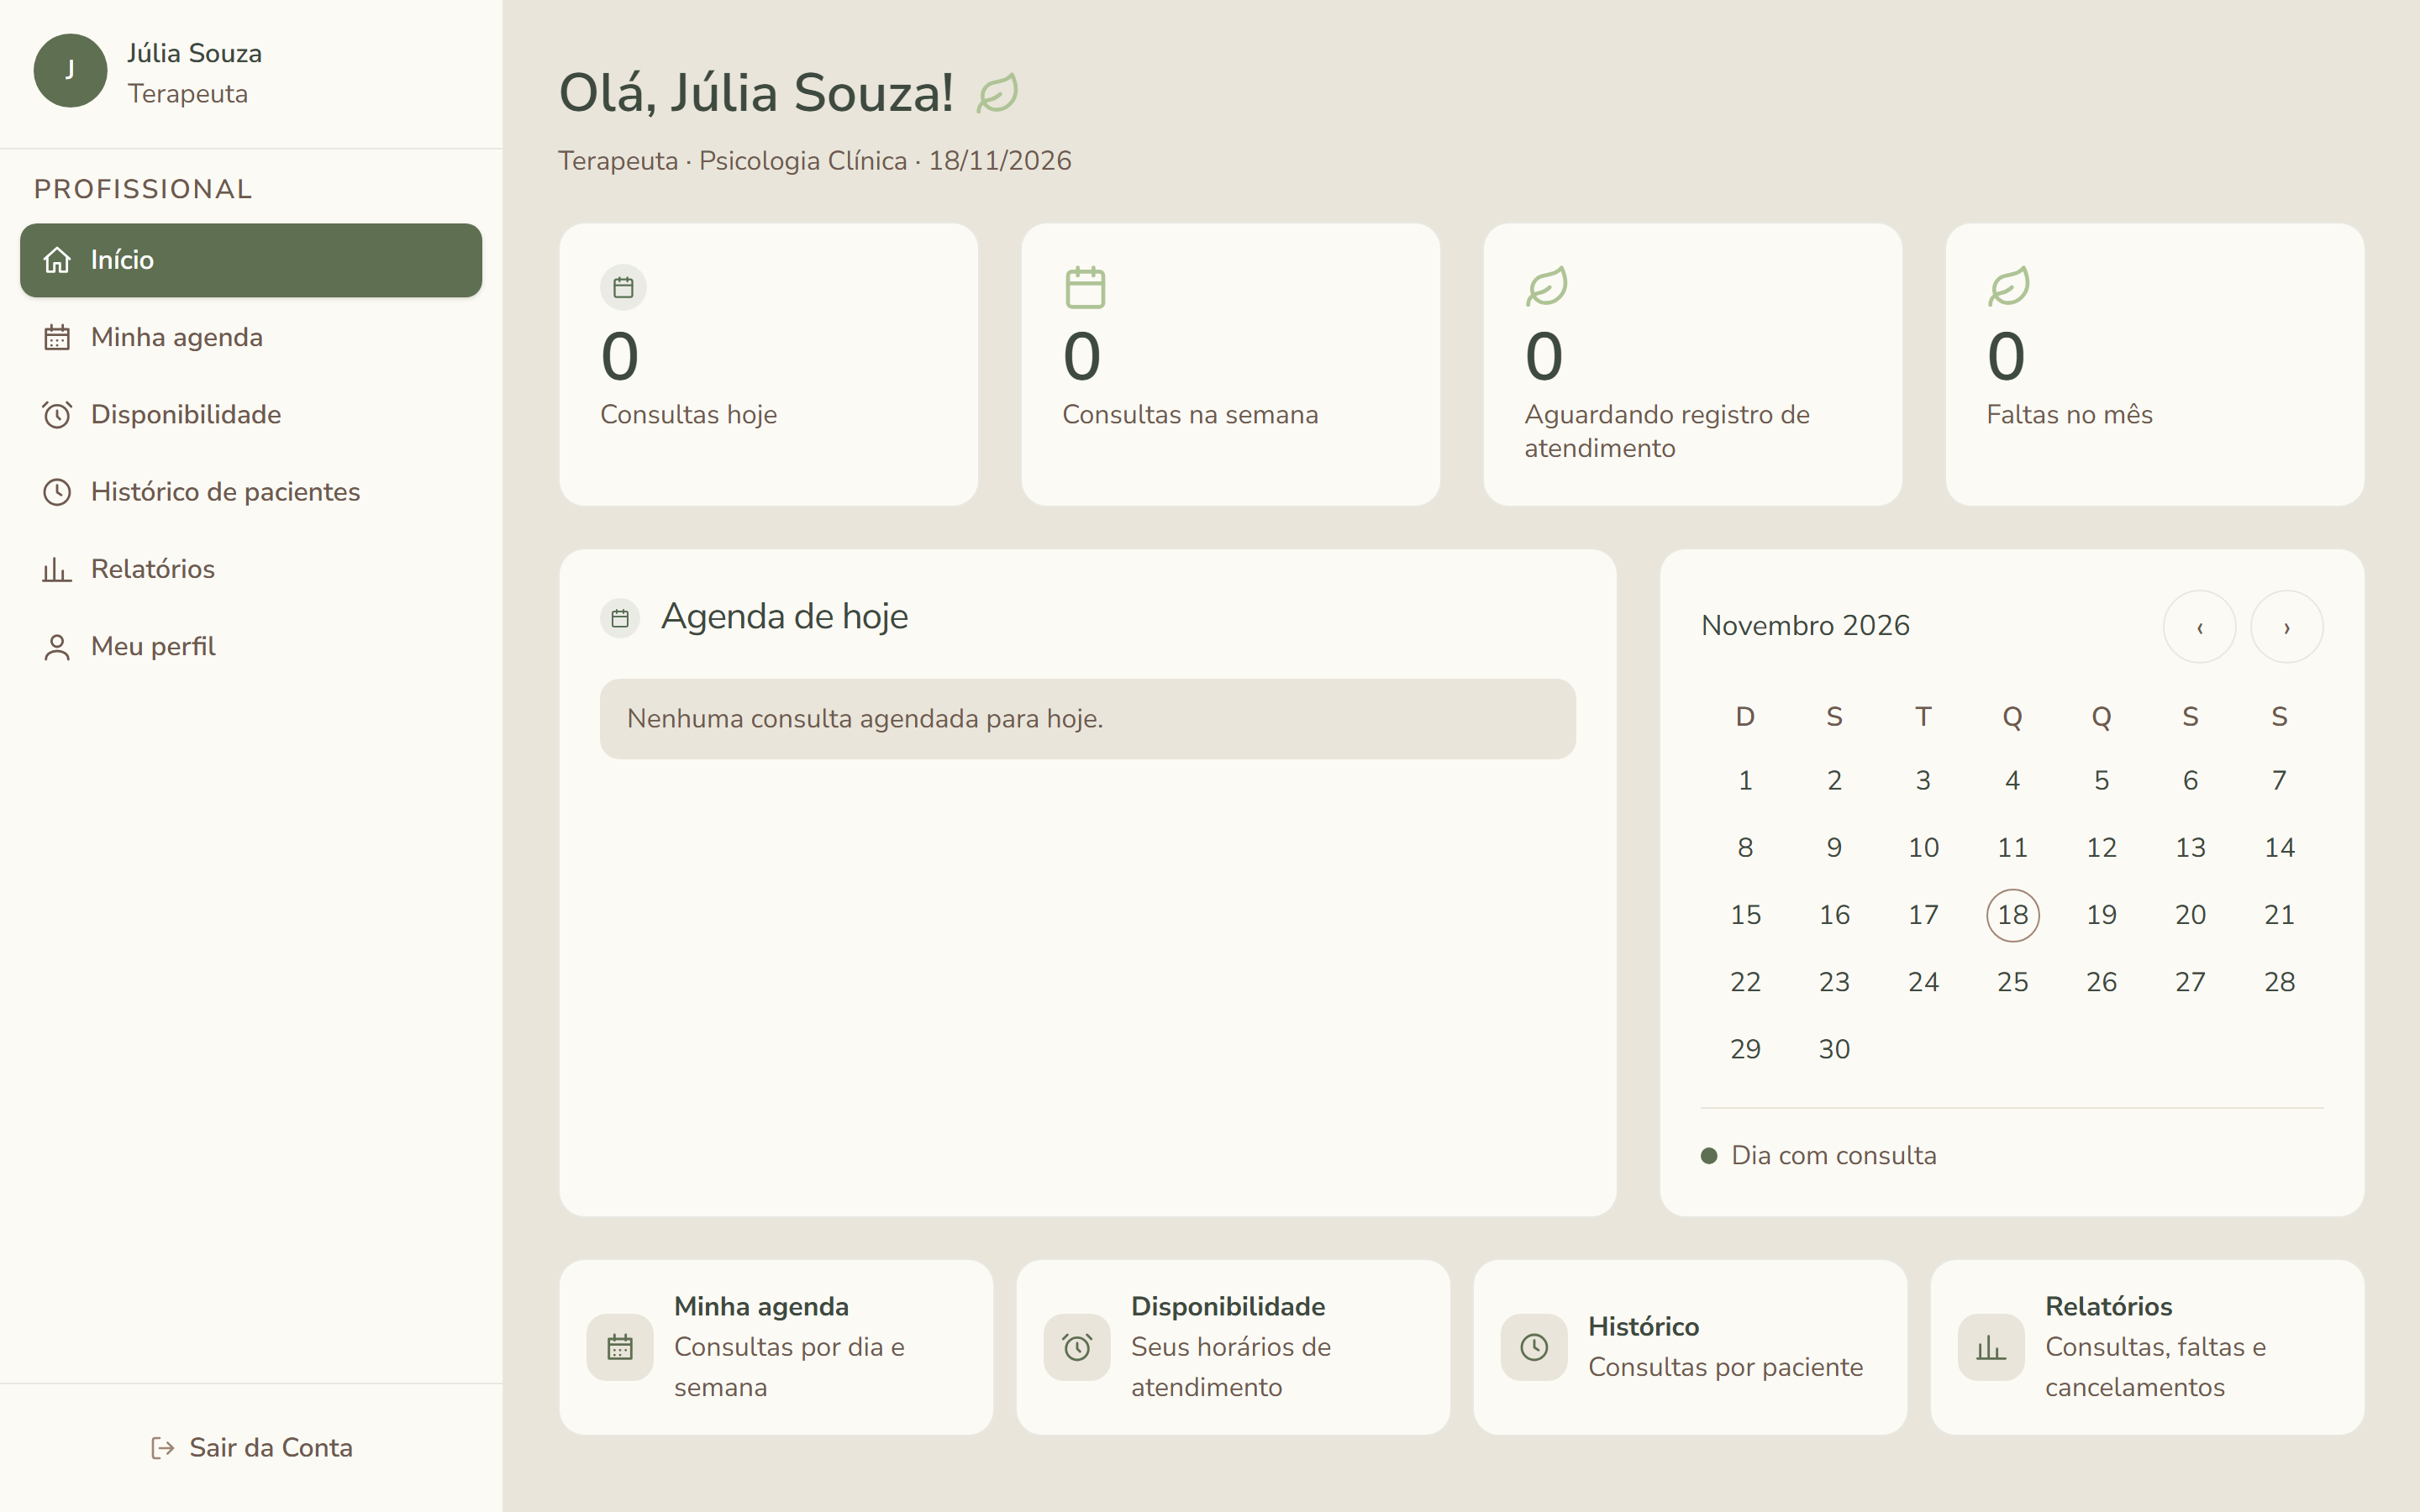 J
Júlia Souza
Terapeuta
PROFISSIONAL
Início
Minha agenda
Disponibilidade
Histórico de pacientes
Relatórios
Meu perfil
Sair da Conta
Olá, Júlia Souza!
Terapeuta · Psicologia Clínica · 18/11/2026
0
Consultas hoje
0
Consultas na semana
0
Aguardando registro de
atendimento
0
Faltas no mês
Agenda de hoje
Nenhuma consulta agendada para hoje.
Novembro 2026
‹ ›
D S T Q Q S S
1 2 3 4 5 6 7
8 9 10 11 12 13 14
15 16 17 18 19 20 21
22 23 24 25 26 27 28
29 30
Dia com consulta
Minha agenda
Consultas por dia e
semana
Disponibilidade
Seus horários de
atendimento
Histórico
Consultas por paciente
Relatórios
Consultas, faltas e
cancelamentos